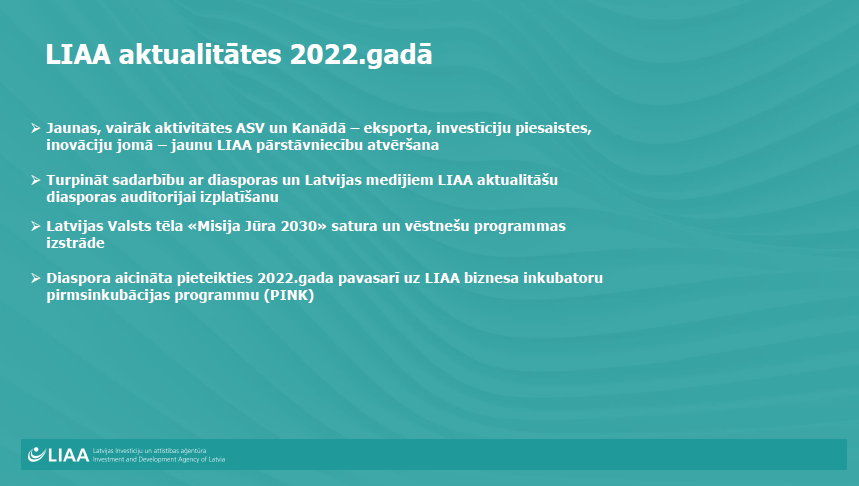 LIAA aktualitātes 2022.gadā
➢ Jaunas, vairāk aktivitātes ASV un Kanādā – eksporta, investīciju piesaistes,
inovāciju jomā – jaunu LIAA pārstāvniecību atvēršana
➢ Turpināt sadarbību ar diasporas un Latvijas medijiem LIAA aktualitāšu
diasporas auditorijai izplatīšanu
➢ Latvijas Valsts tēla «Misija Jūra 2030» satura un vēstnešu programmas
izstrāde
➢ Diaspora aicināta pieteikties 2022.gada pavasarī uz LIAA biznesa inkubatoru
pirmsinkubācijas programmu (PINK)
LIAA
Latvijas investīciju un attīstības aģentūra
Investment and Development Agency of Latvia